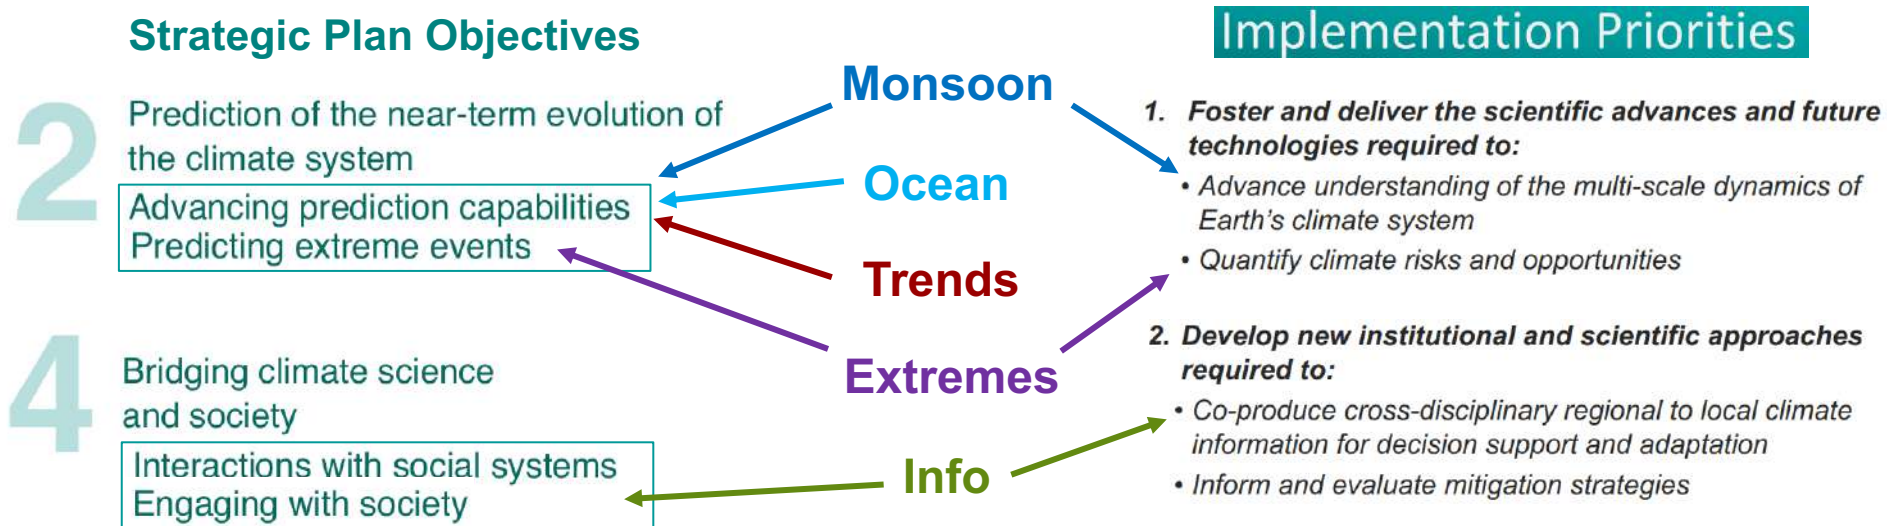 Strategic Plan Objectives
2
Prediction of the near-term evolution of
the climate system
Advancing prediction capabilities
Predicting extreme events
4
Bridging climate science
and society
Interactions with social systems
Engaging with society
Monsoon
Ocean
Trends
Extremes
Info
Implementation Priorities
1. Foster and deliver the scientific advances and future
technologies required to:
• Advance understanding of the multi-scale dynamics of
Earth's climate system
• Quantify climate risks and opportunities
2. Develop new institutional and scientific approaches
required to:
• Co-produce cross-disciplinary regional to local climate
information for decision support and adaptation
• Inform and evaluate mitigation strategies